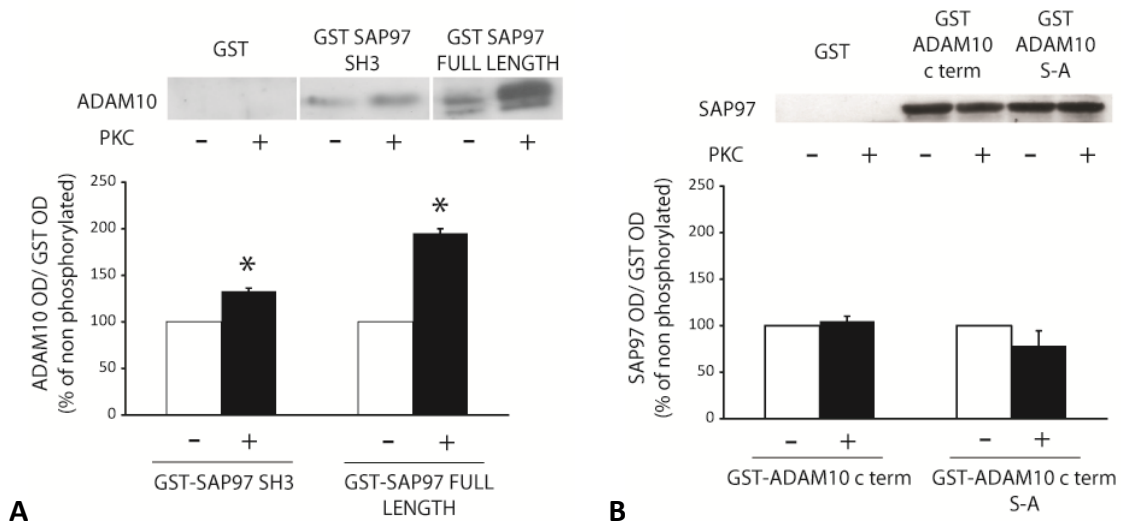 GST
GST SAP97
SH3
GST SAP97
FULL LENGTH
ADAM10
PKC
- + - + - +
ADAM10 OD/ GST OD
(% of non phosphorylated)
250
200
150
100
50
0
*
*
- + - +
GST-SAP97 SH3
GST-SAP97 FULL
LENGTH
A
GST
GST
ADAM10
c term
GST
ADAM10
S-A
SAP97
PKC
- + - + - +
SAP97 OD/ GST OD
(% of non phosphorylated)
250
200
150
100
50
0
- + - +
GST-ADAM10 c term
GST-ADAM10 c term
S-A
B